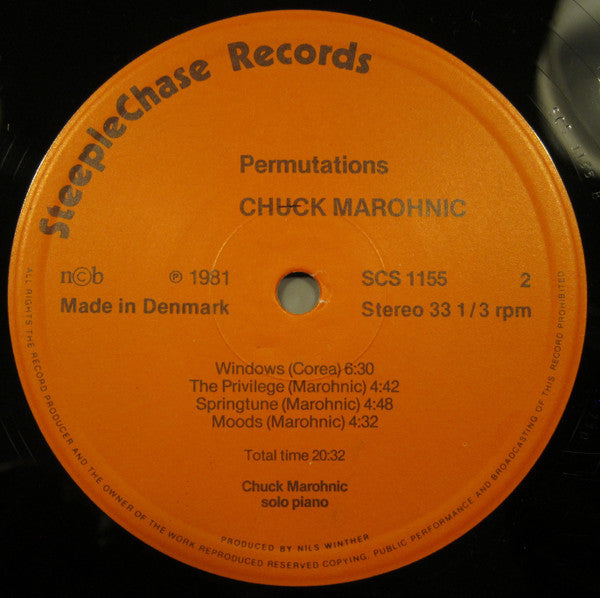 SteepleChase Records
Permutations
CHUCK MAROHNIC
n©b ℗ 1981 SCS 1155 2
Made in Denmark Stereo 33 1/3 rpm
Windows (Corea) 6:30
The Privilege (Marohnic) 4:42
Springtune (Marohnic) 4:48
Moods (Marohnic) 4:32
Total time 20:32
Chuck Marohnic
solo piano
PRODUCED BY NILS WINTHER
ALL RIGHTS THE RECORD PRODUCER AND THE OWNER OF THE WORK REPRODUCED RESERVED COPYING, PUBLIC PERFORMANCE AND BROADCASTING OF THIS RECORD PROHIBITED